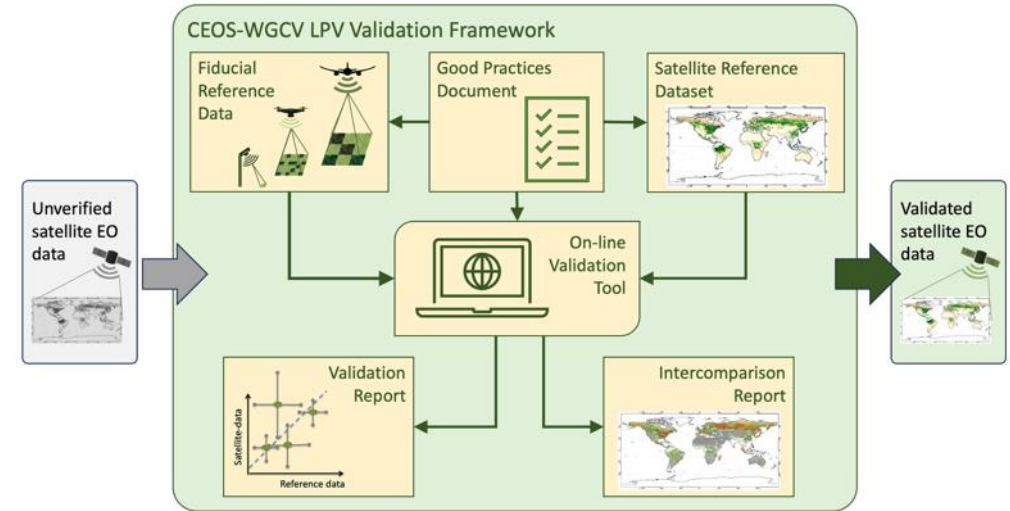 CEOS-WGCV LPV Validation Framework
Fiducial
Reference
Data
Good Practices
Document
Satellite Reference
Dataset
Unverified
satellite EO
data
On-line
Validation
Tool
Validated
satellite EO
data
Validation
Report
Satellite-data
Reference data
Intercomparison
Report